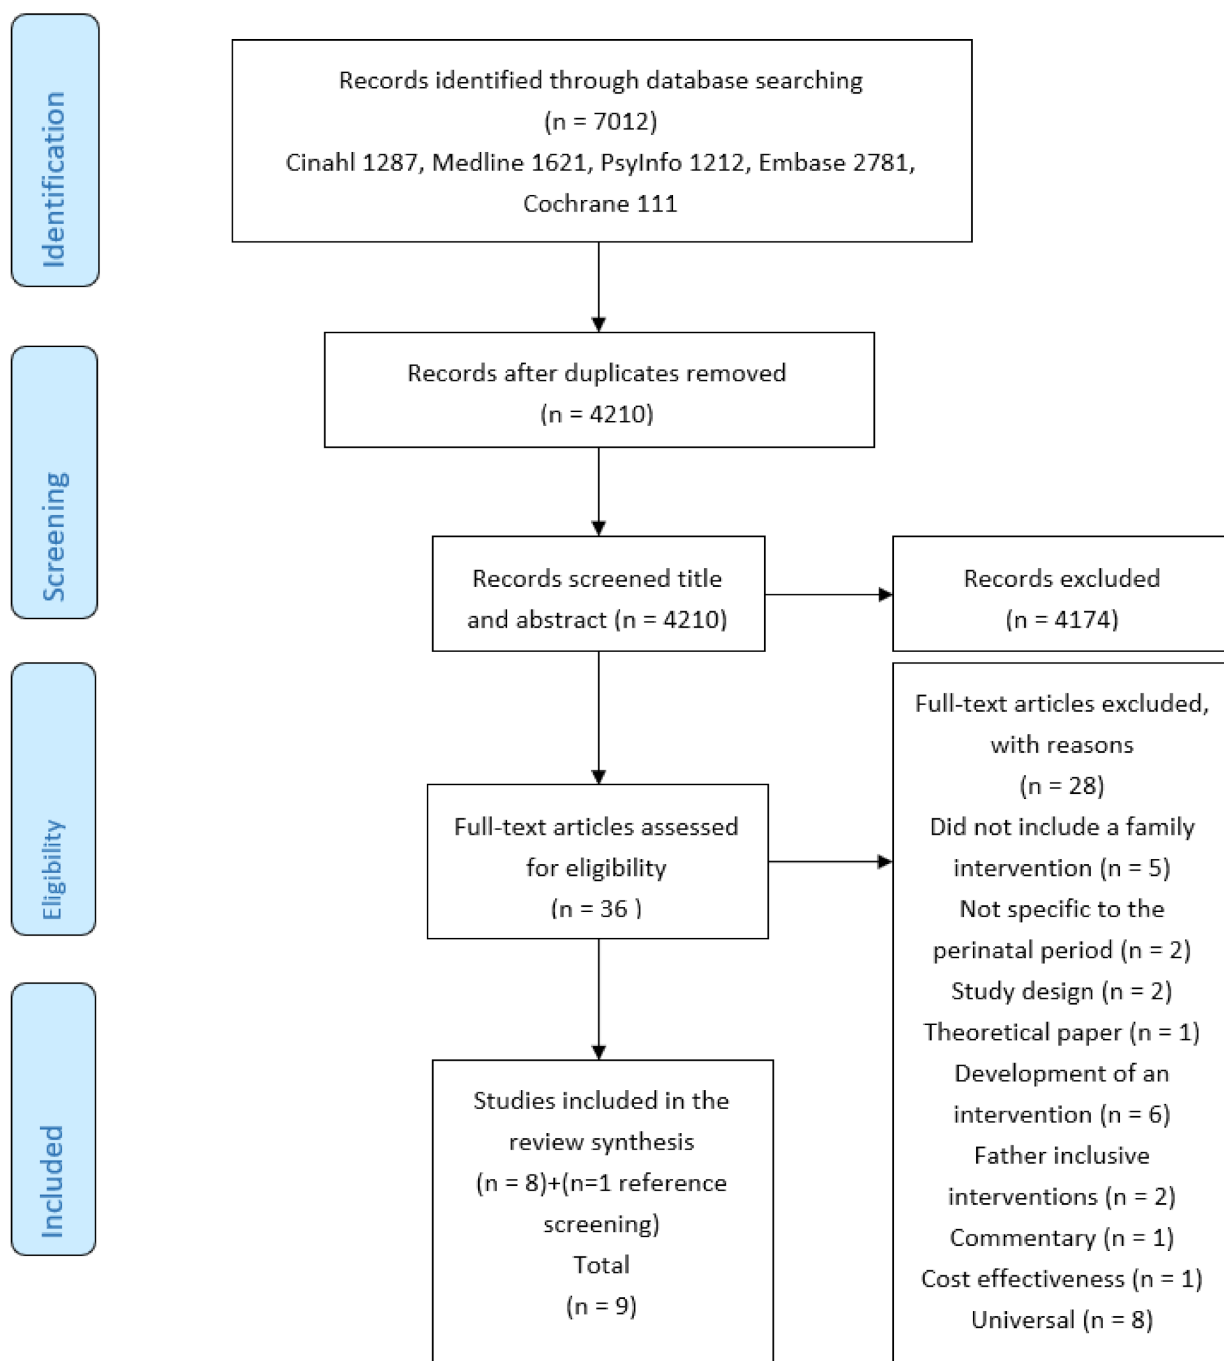 Identification
Records identified through database searching
(n = 7012)
Cinahl 1287, Medline 1621, PsyInfo 1212, Embase 2781,
Cochrane 111
Records after duplicates removed
(n = 4210)
Screening
Records screened title
and abstract (n = 4210)
Records excluded
(n = 4174)
Eligibility
Full-text articles assessed
for eligibility
(n = 36 )
Full-text articles excluded,
with reasons
(n = 28)
Did not include a family
intervention (n = 5)
Not specific to the
perinatal period (n = 2)
Study design (n = 2)
Theoretical paper (n = 1)
Development of an
intervention (n = 6)
Father inclusive
interventions (n = 2)
Commentary (n = 1)
Cost effectiveness (n = 1)
Universal (n = 8)
Included
Studies included in the
review synthesis
(n = 8)+(n=1 reference
screening)
Total
(n = 9)